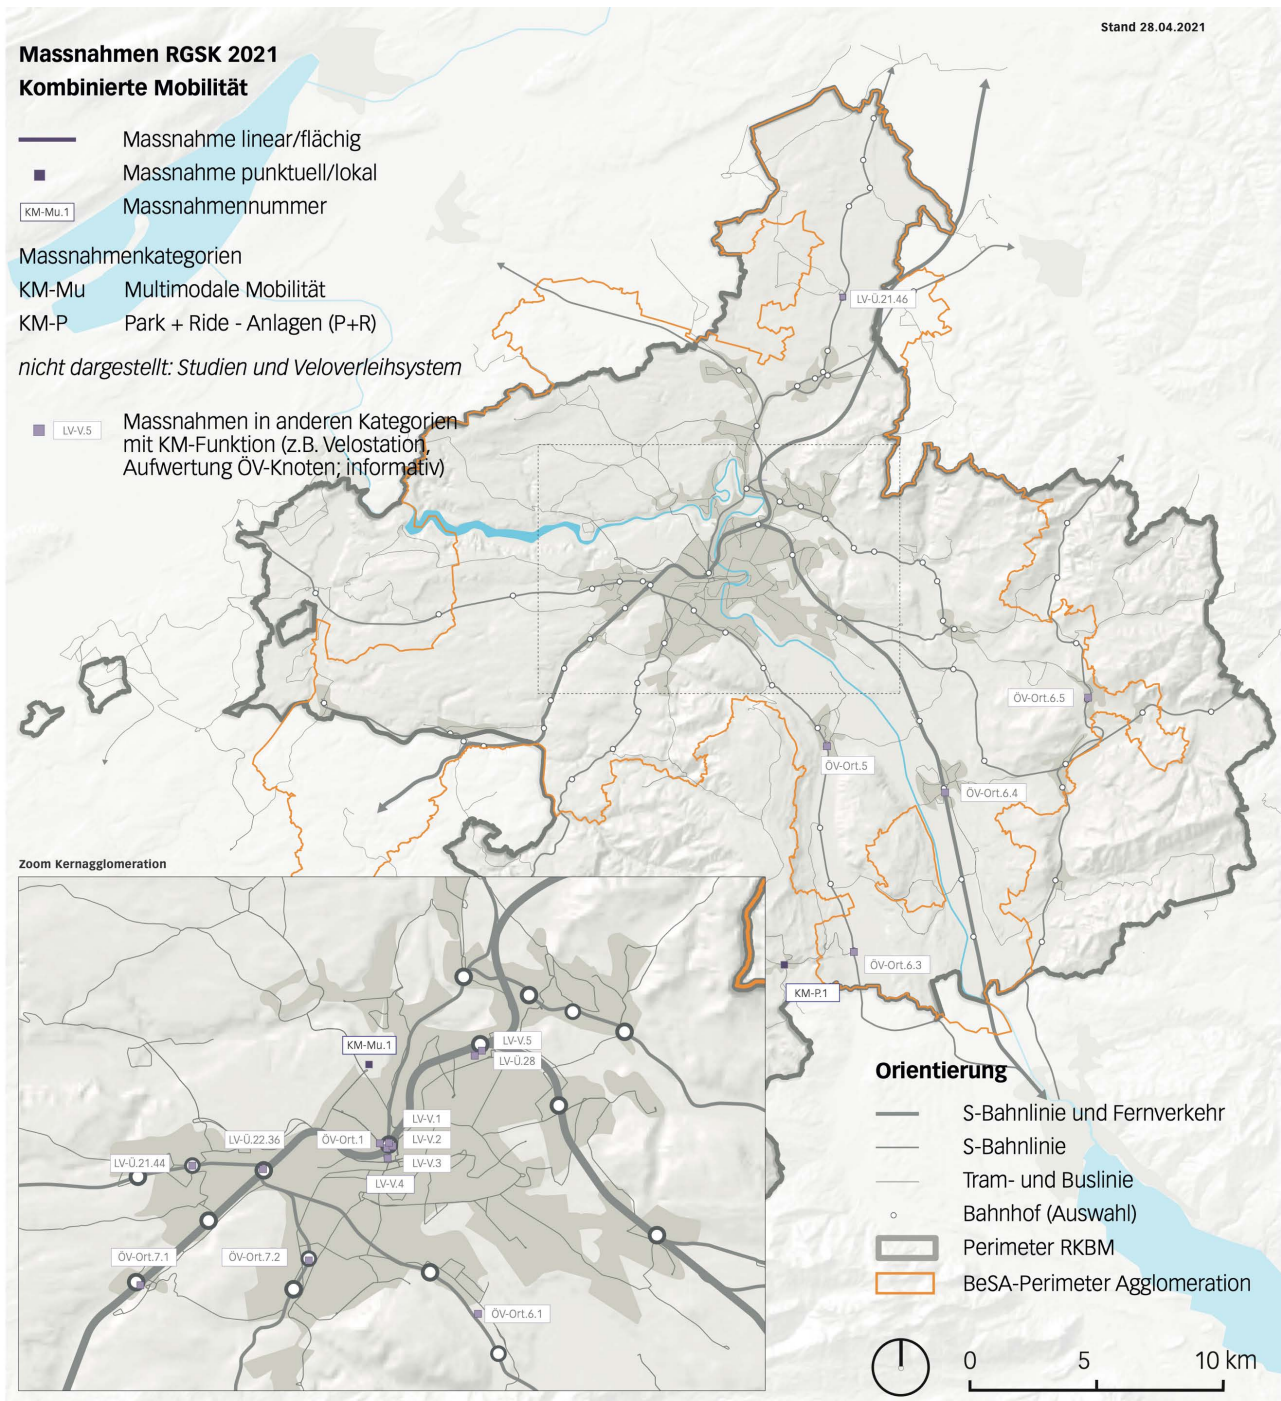 Stand 28.04.2021
Massnahmen RGSK 2021
Kombinierte Mobilität
Massnahme linear/flächig
Massnahme punktuell/lokal
KM-Mu.1 Massnahmennummer
Massnahmenkategorien
KM-Mu Multimodale Mobilität
KM-P Park + Ride - Anlagen (P+R)
nicht dargestellt: Studien und Veloverleihsystem
LV-V.5 Massnahmen in anderen Kategorien
mit KM-Funktion (z.B. Velostation,
Aufwertung ÖV-Knoten; informativ)
LV-Ü.21.46
ÖV-Ort.6.5
ÖV-Ort.5
ÖV-Ort.6.4
ÖV-Ort.6.3
KM-P.1
Zoom Kernagglomeration
LV-V.5
KM-Mu.1
LV-Ü.28
LV-V.1
LV-Ü.22.36
ÖV-Ort.1
LV-V.2
LV-Ü.21.44
LV-V.3
LV-V.4
ÖV-Ort.7.1
ÖV-Ort.7.2
ÖV-Ort.6.1
Orientierung
S-Bahnlinie und Fernverkehr
S-Bahnlinie
Tram- und Buslinie
Bahnhof (Auswahl)
Perimeter RKBM
BeSA-Perimeter Agglomeration
0 5 10 km